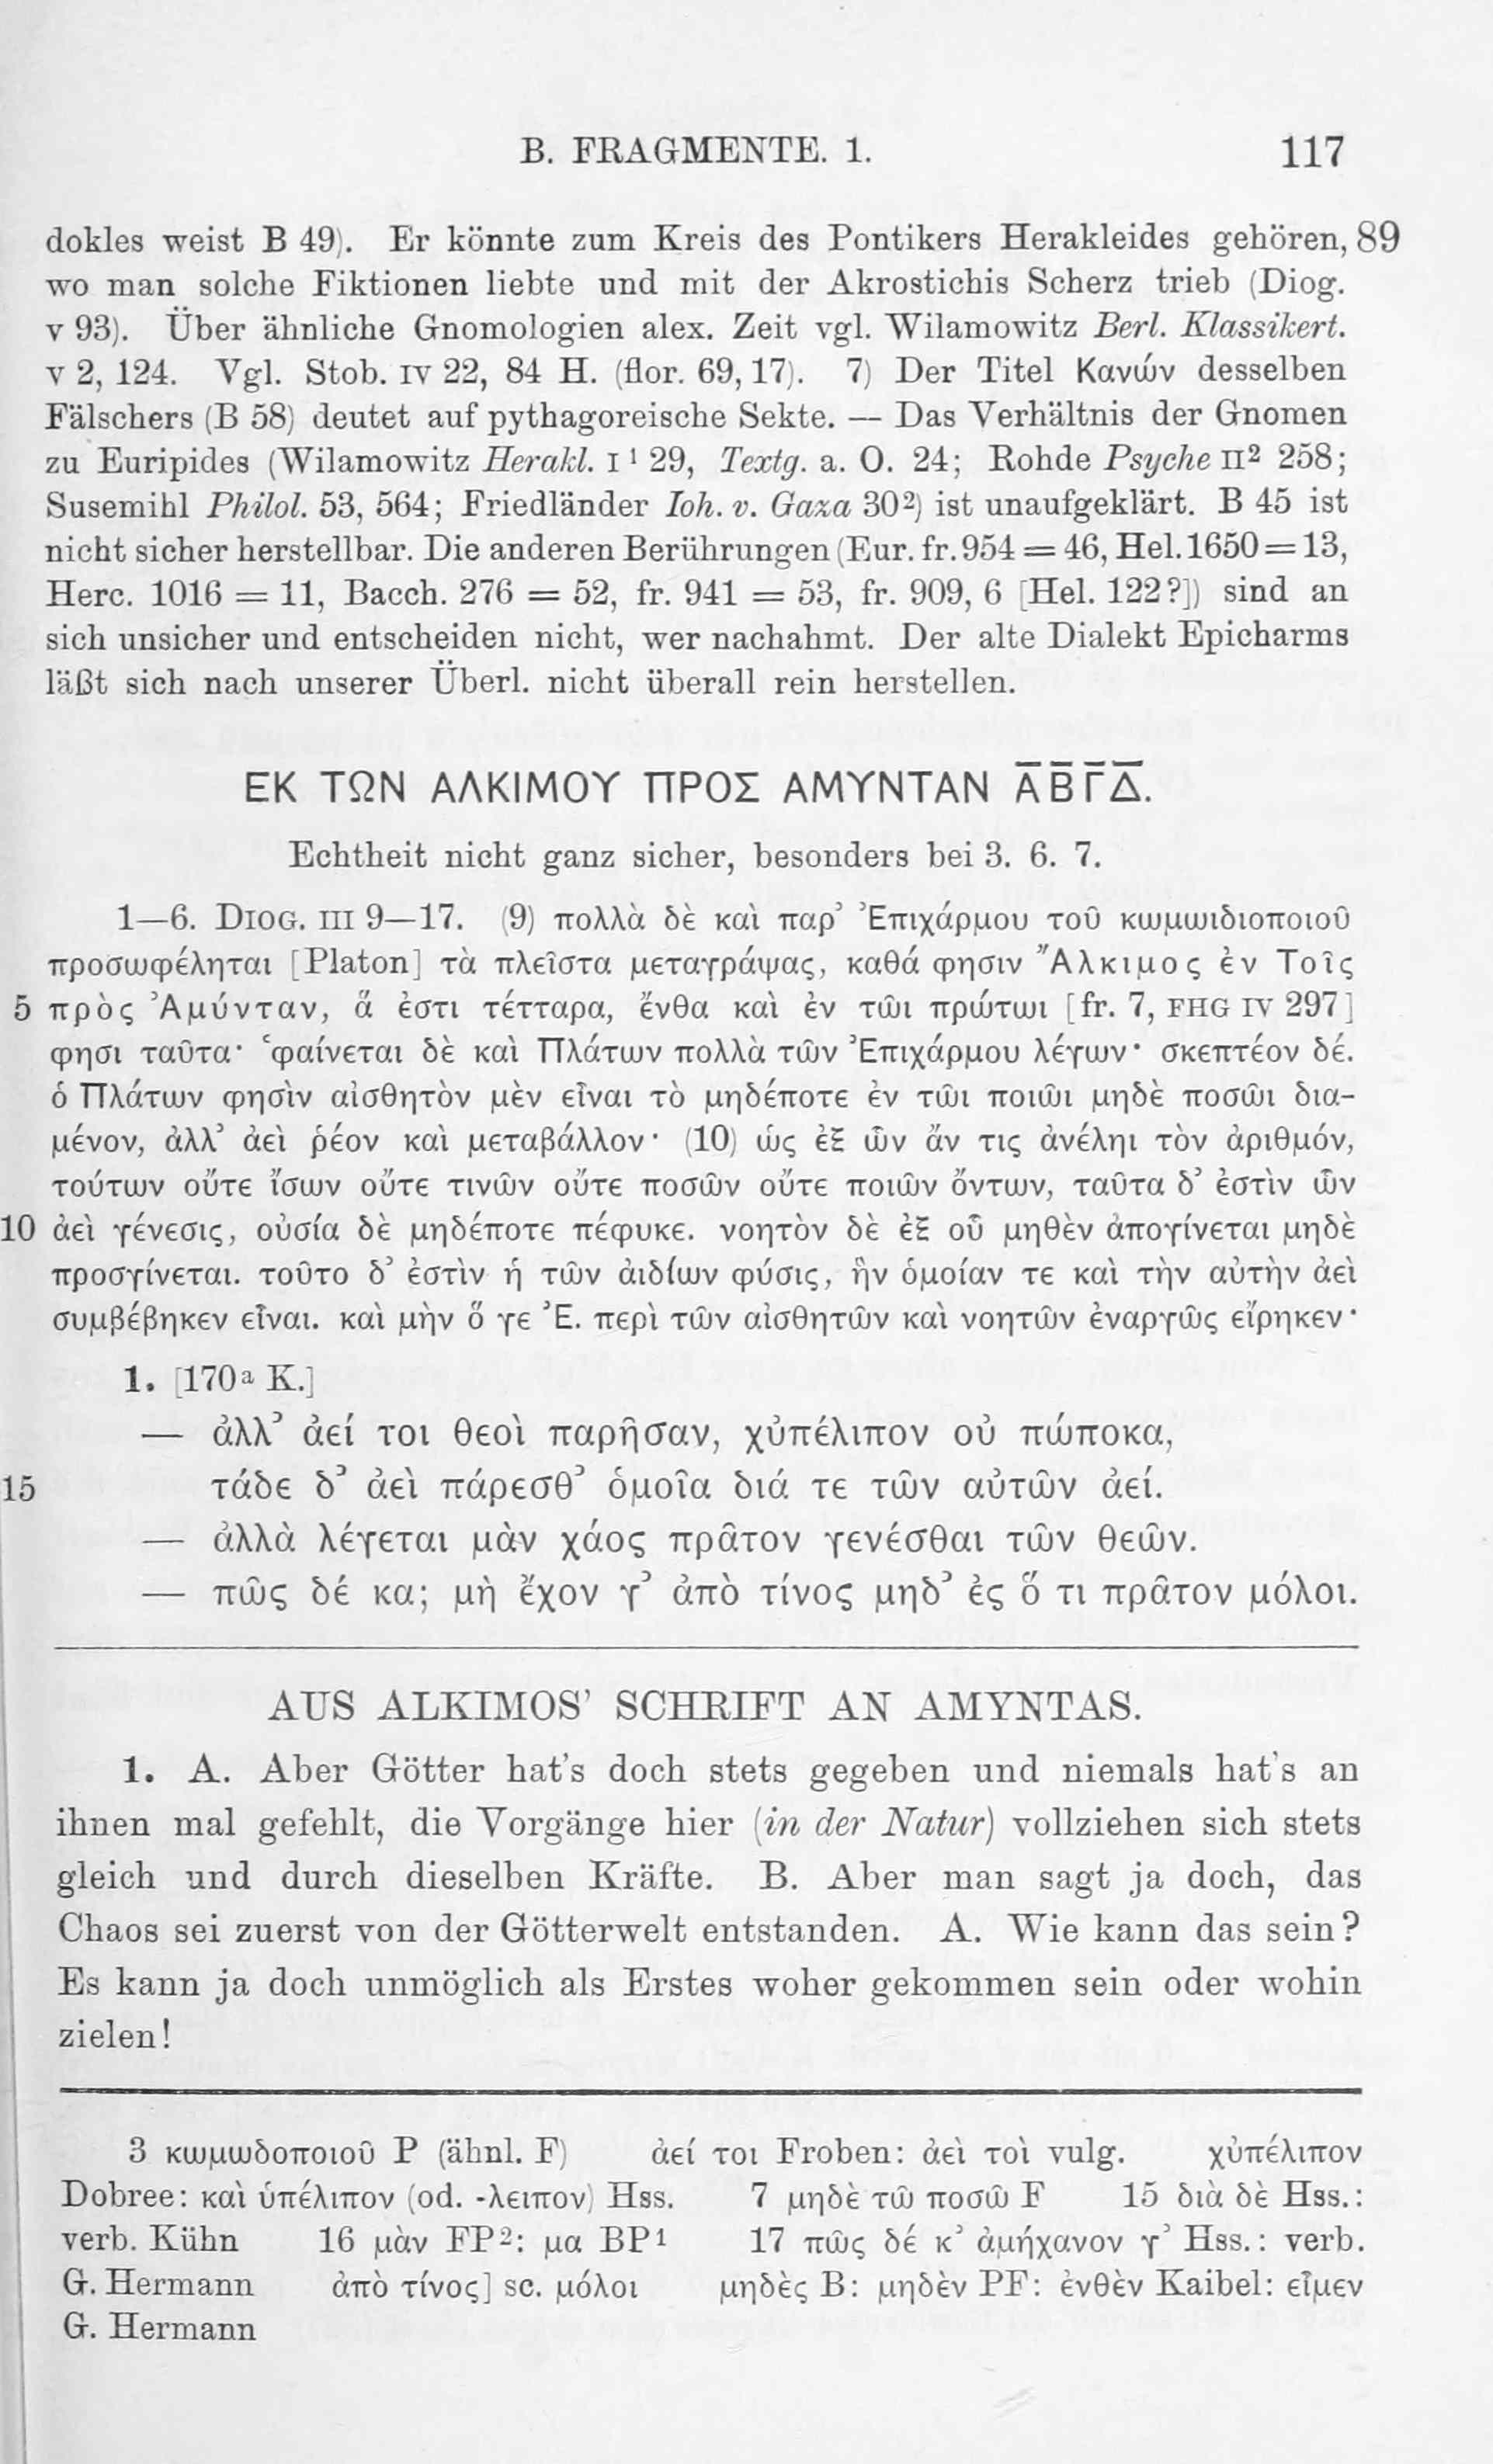 B. FRAGMENTE. 1. 117
dokles weist B 49). Er könnte zum Kreis des Pontikers Herakleides gehören, 89
wo man solche Fiktionen liebte und mit der Akrostichis Scherz trieb (Diog.
v 93). Über ähnliche Gnomologien alex. Zeit vgl. Wilamowitz Berl. Klassikert.
v 2, 124. Vgl. Stob. iv 22, 84 H. (flor. 69, 17). 7) Der Titel Κανών desselben
Fälschers (B 58) deutet auf pythagoreische Sekte. — Das Verhältnis der Gnomen
zu Euripides (Wilamowitz Herakl. ı¹ 29, Textg. a. O. 24; Rohde Psyche ıı² 258;
Susemihl Philol. 53, 564; Friedländer Ioh. v. Gaza 30²) ist unaufgeklärt. B 45 ist
nicht sicher herstellbar. Die anderen Berührungen (Eur. fr. 954 = 46, Hel. 1650 = 13,
Herc. 1016 = 11, Bacch. 276 = 52, fr. 941 = 53, fr. 909, 6 [Hel. 122?]) sind an
sich unsicher und entscheiden nicht, wer nachahmt. Der alte Dialekt Epicharms
läßt sich nach unserer Überl. nicht überall rein herstellen.
ΕΚ ΤΩΝ ΑΛΚΙΜΟΥ ΠΡΟΣ ΑΜΥΝΤΑΝ Α̅Β̅Γ̅Δ̅.
Echtheit nicht ganz sicher, besonders bei 3. 6. 7.
1—6. Diog. iii 9—17. (9) πολλὰ δὲ καὶ παρ’ Ἐπιχάρμου τοῦ κωμωιδιοποιοῦ
προσωφέληται [Platon] τὰ πλεῖστα μεταγράψας, καθά φησιν Ἄλκιμος ἐν Τοῖς
5 πρὸς Ἀμύνταν, ἅ ἐστι τέτταρα, ἔνθα καὶ ἐν τῶι πρώτωι [fr. 7, FHG iv 297]
φησι ταῦτα· ‘φαίνεται δὲ καὶ Πλάτων πολλὰ τῶν Ἐπιχάρμου λέγων· σκεπτέον δέ.
ὁ Πλάτων φησὶν αἰσθητὸν μὲν εἶναι τὸ μηδέποτε ἐν τῶι ποιῶι μηδὲ ποσῶι δια-
μένον, ἀλλ’ ἀεὶ ῥέον καὶ μεταβάλλον· (10) ὡς ἐξ ὧν ἄν τις ἀνέληι τὸν ἀριθμόν,
τούτων οὔτε ἴσων οὔτε τινῶν οὔτε ποσῶν οὔτε ποιῶν ὄντων, ταῦτα δ’ ἐστὶν ὧν
10 ἀεὶ γένεσις, οὐσία δὲ μηδέποτε πέφυκε. νοητὸν δὲ ἐξ οὗ μηθὲν ἀπογίνεται μηδὲ
προσγίνεται. τοῦτο δ’ ἐστὶν ἡ τῶν ἀιδίων φύσις, ἣν ὁμοίαν τε καὶ τὴν αὐτὴν ἀεὶ
συμβέβηκεν εἶναι. καὶ μὴν ὅ γε Ἐ. περὶ τῶν αἰσθητῶν καὶ νοητῶν ἐναργῶς εἴρηκεν·
1. [170ª K.]
— ἀλλ’ ἀεί τοι θεοὶ παρῆσαν, χὐπέλιπον οὐ πώποκα,
15 τάδε δ’ ἀεὶ πάρεσθ’ ὁμοῖα διά τε τῶν αὐτῶν ἀεί.
— ἀλλὰ λέγεται μὰν χάος πρᾶτον γενέσθαι τῶν θεῶν.
— πῶς δέ κα; μὴ ἔχον γ’ ἀπὸ τίνος μηδ’ ἐς ὅ τι πρᾶτον μόλοι.
AUS ALKIMOS’ SCHRIFT AN AMYNTAS.
1. A. Aber Götter hat’s doch stets gegeben und niemals hat’s an
ihnen mal gefehlt, die Vorgänge hier (in der Natur) vollziehen sich stets
gleich und durch dieselben Kräfte. B. Aber man sagt ja doch, das
Chaos sei zuerst von der Götterwelt entstanden. A. Wie kann das sein?
Es kann ja doch unmöglich als Erstes woher gekommen sein oder wohin
zielen!
3 κωμωδοποιοῦ P (ähnl. F) ἀεί τοι Froben: ἀεὶ τοὶ vulg. χὐπέλιπον
Dobree: καὶ ὑπέλιπον (od. -λειπον) Hss. 7 μηδὲ τῶ ποσῶ F 15 διὰ δὲ Hss.:
verb. Kühn 16 μὰν FP²: μα BP¹ 17 πῶς δέ κ’ ἀμήχανον γ’ Hss.: verb.
G. Hermann ἀπὸ τίνος] sc. μόλοι μηδὲς B: μηδὲν PF: ἐνθὲν Kaibel: εἶμεν
G. Hermann